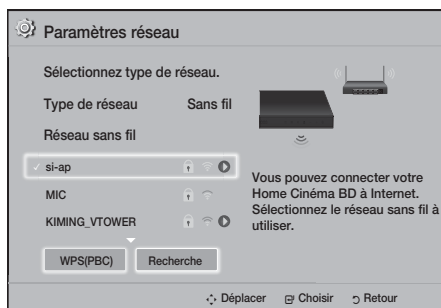 Paramètres réseau
Sélectionnez type de réseau.
Type de réseau Sans fil
Réseau sans fil
si-ap
MIC
KIMING_VTOWER
WPS(PBC) Recherche
Vous pouvez connecter votre
Home Cinéma BD à Internet.
Sélectionnez le réseau sans fil à
utiliser.
Déplacer Choisir Retour